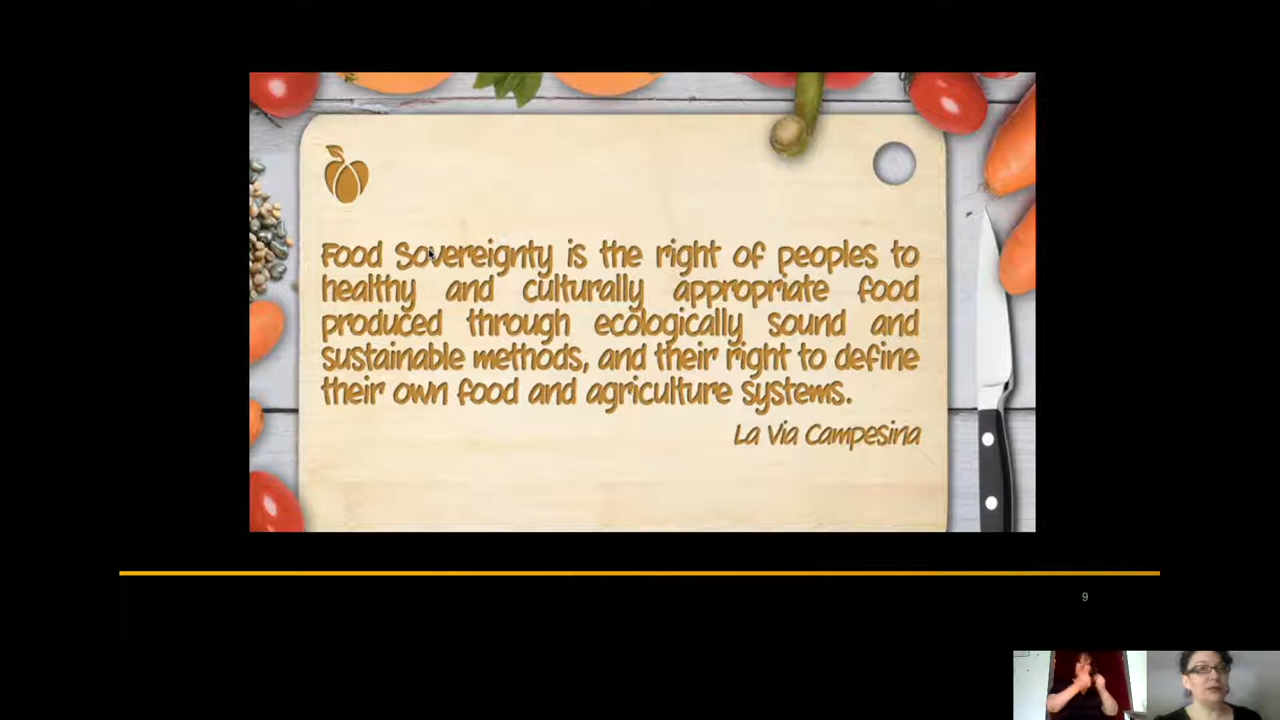 Food Sovereignty is the right of peoples to
healthy and culturally appropriate food
produced through ecologically sound and
sustainable methods, and their right to define
their own food and agriculture systems.
La Via Campesina
9